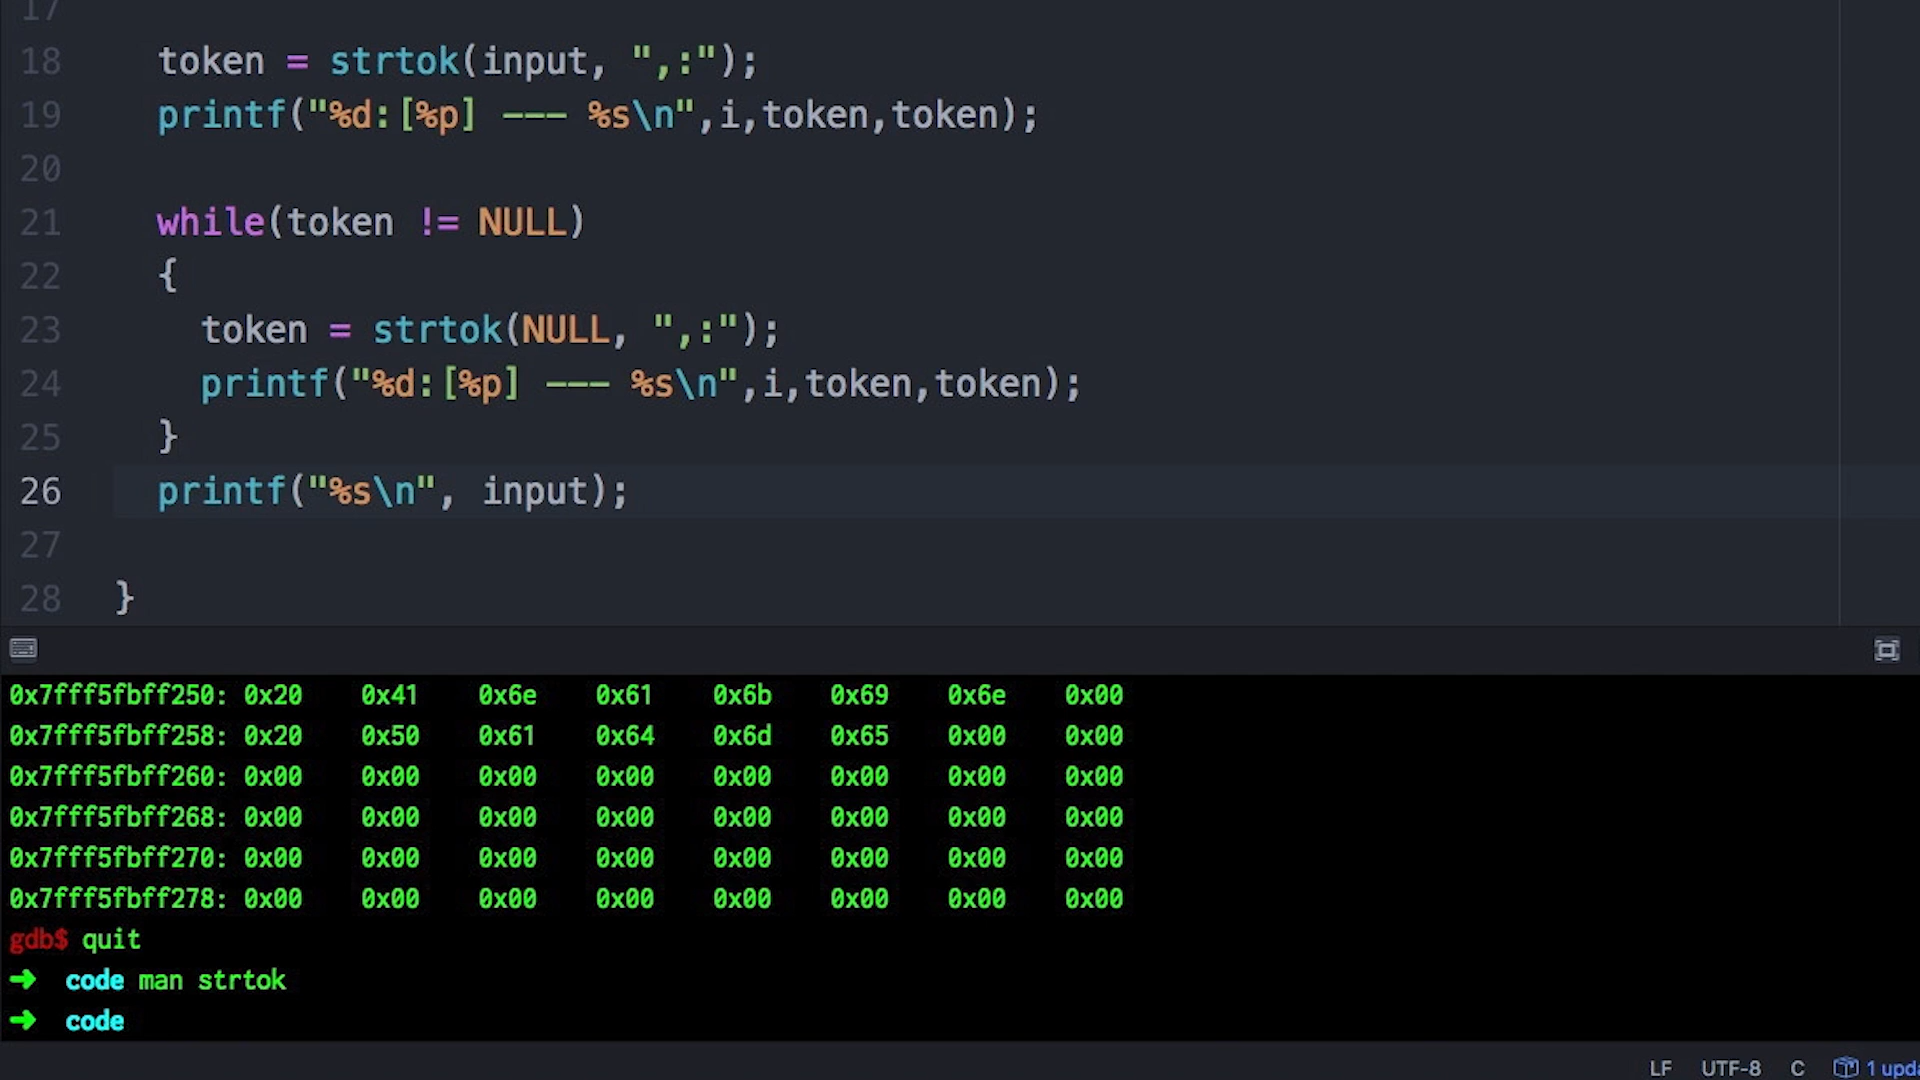 17
18 token = strtok(input, ",:");
19 printf("%d:[%p] --- %s\n",i,token,token);
20
21 while(token != NULL)
22 {
23 token = strtok(NULL, ",:");
24 printf("%d:[%p] --- %s\n",i,token,token);
25 }
26 printf("%s\n", input);
27
28 }
0x7fff5fbff250: 0x20 0x41 0x6e 0x61 0x6b 0x69 0x6e 0x00
0x7fff5fbff258: 0x20 0x50 0x61 0x64 0x6d 0x65 0x00 0x00
0x7fff5fbff260: 0x00 0x00 0x00 0x00 0x00 0x00 0x00 0x00
0x7fff5fbff268: 0x00 0x00 0x00 0x00 0x00 0x00 0x00 0x00
0x7fff5fbff270: 0x00 0x00 0x00 0x00 0x00 0x00 0x00 0x00
0x7fff5fbff278: 0x00 0x00 0x00 0x00 0x00 0x00 0x00 0x00
gdb$ quit
➜ code man strtok
➜ code
LF UTF-8 C 1 upda